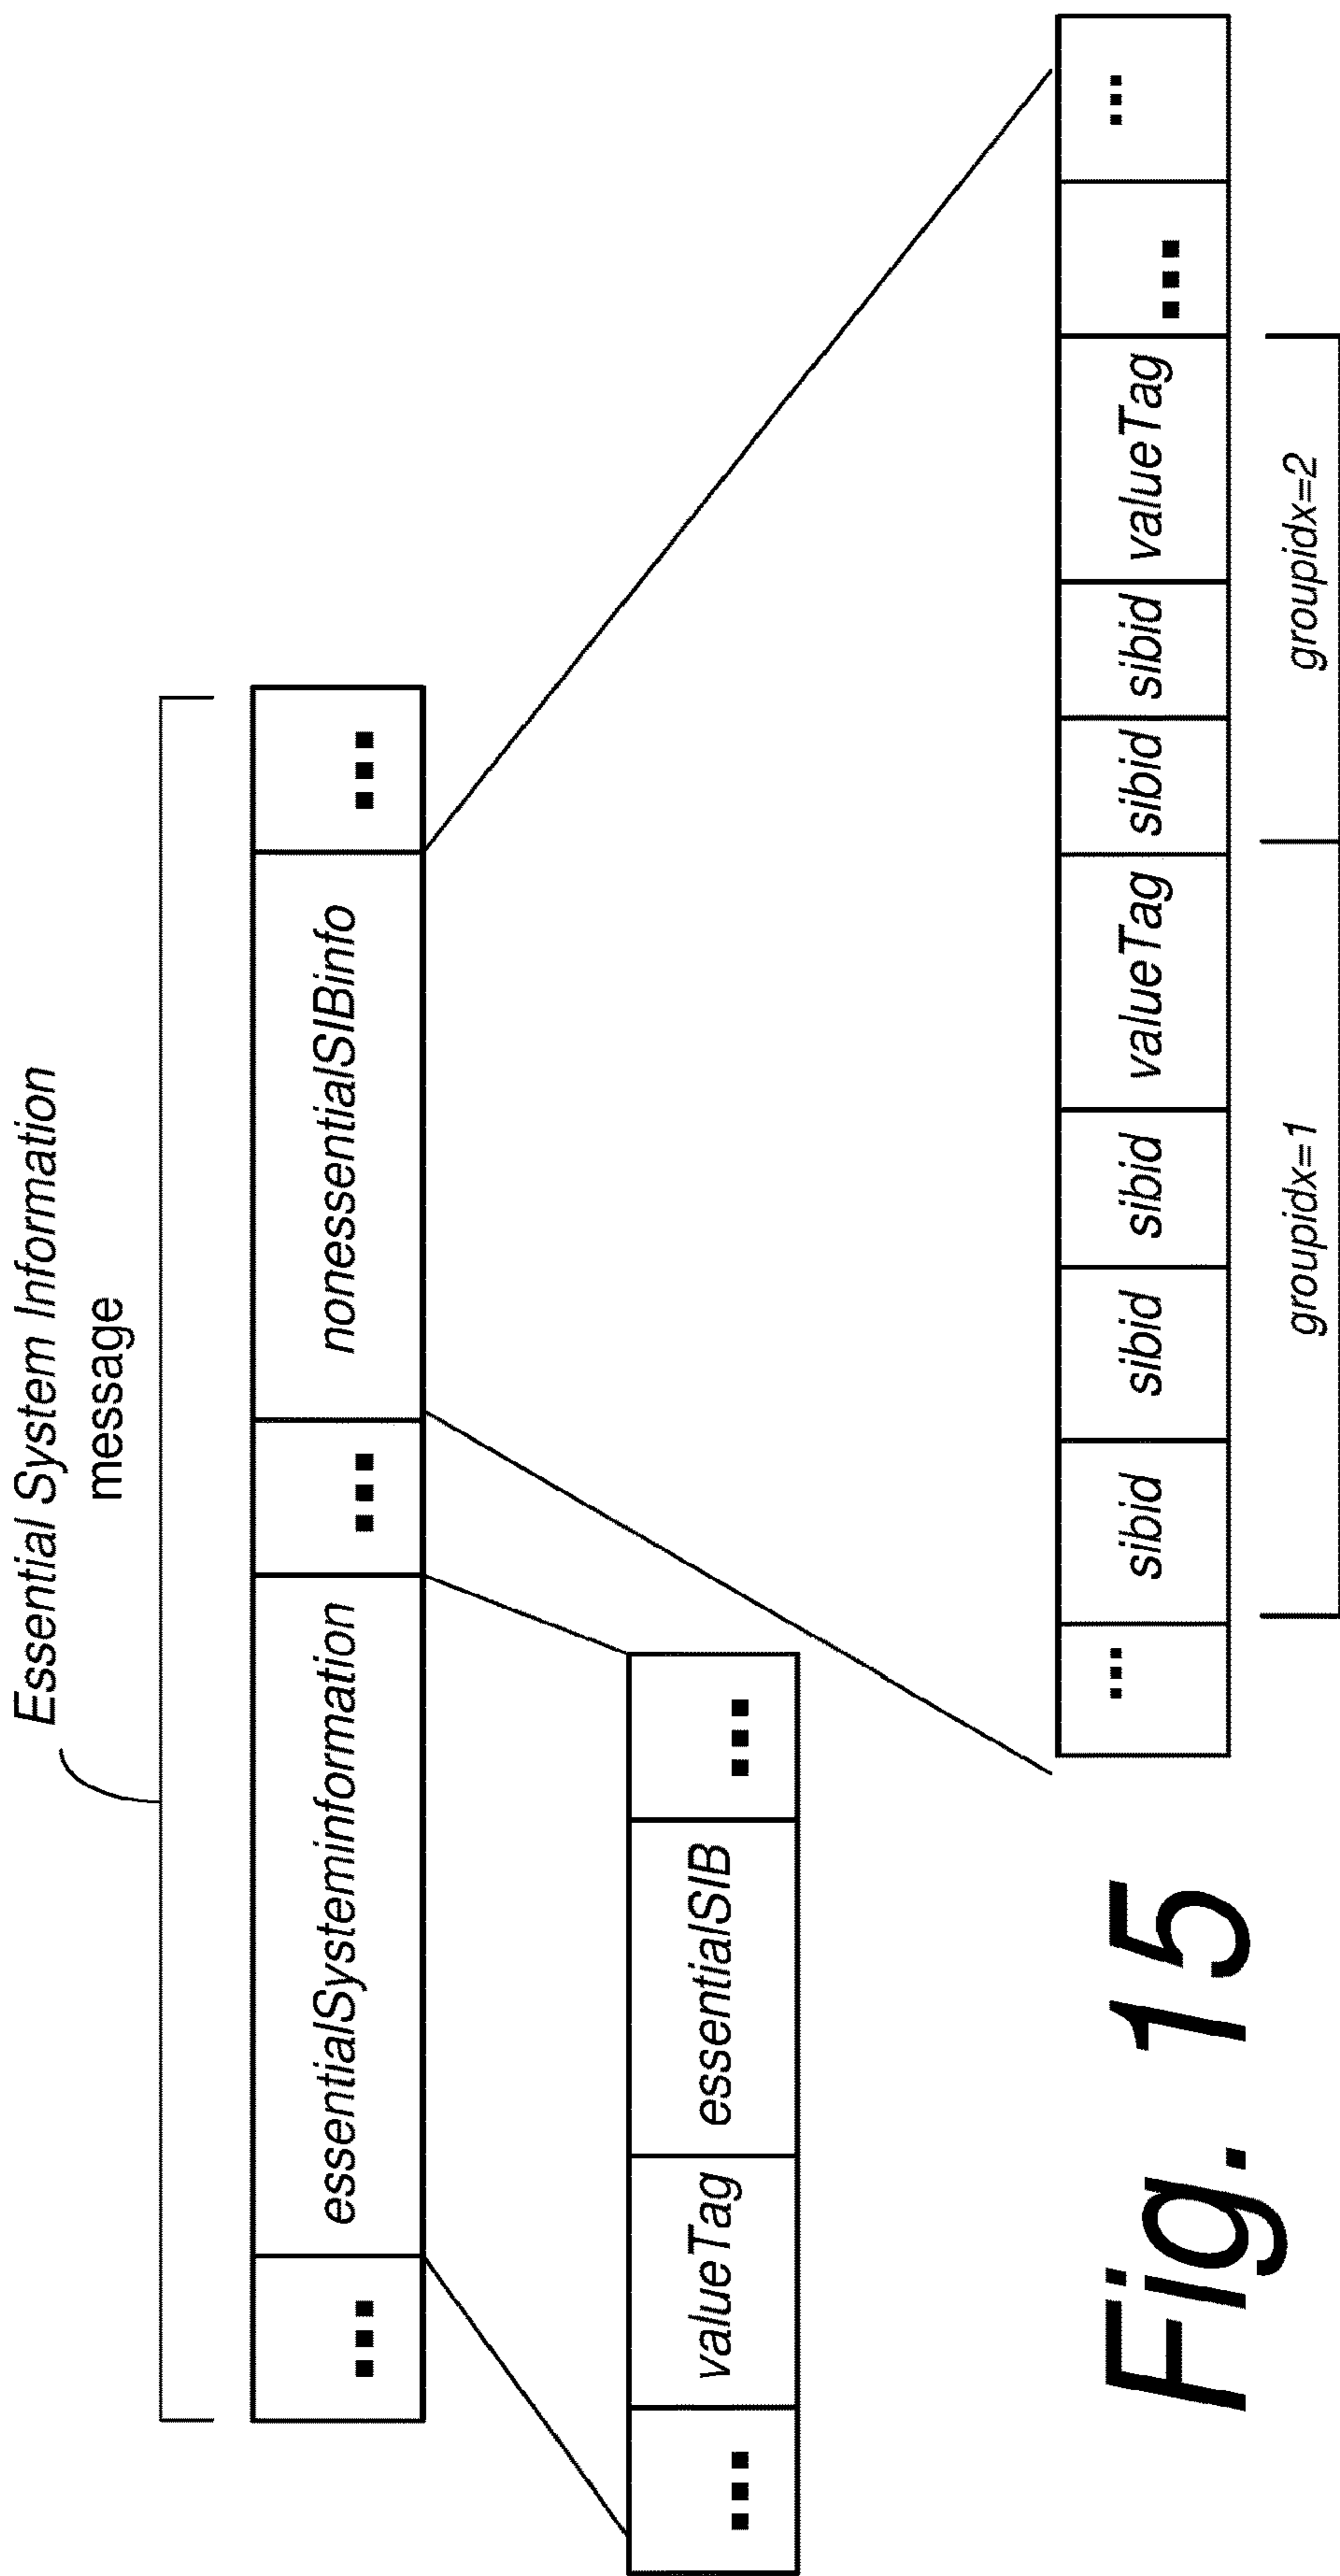 Essential System Information
message
... essentialSysteminformation ... nonessentialSIBinfo ...
... valueTag essentialSIB ...
... sibid sibid sibid valueTag sibid sibid valueTag ... ...
groupidx=1 groupidx=2
Fig. 15